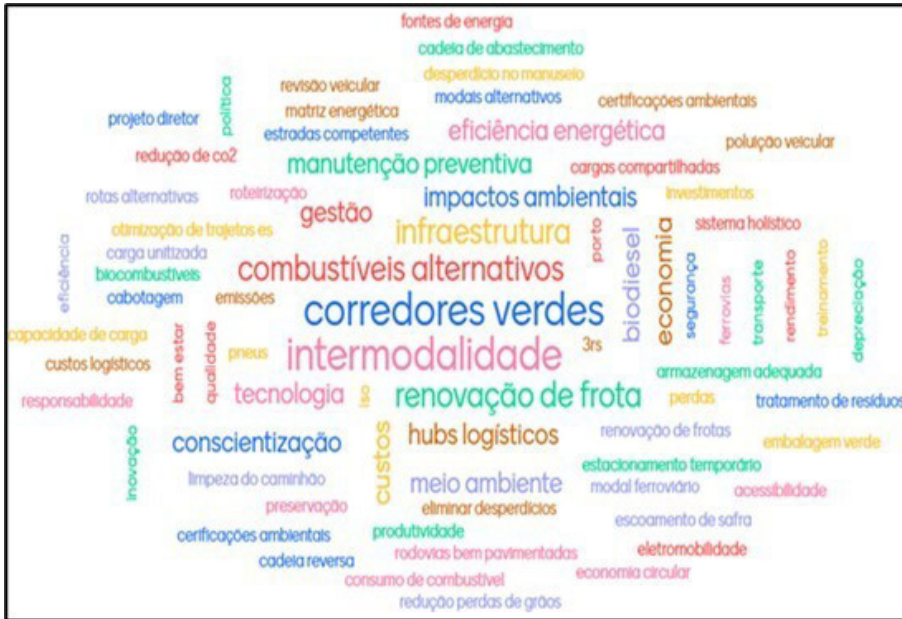 fontes de energia
cadeia de abastecimento
desperdício no manuseio
revisão veicular
modais alternativos
certificações ambientais
matriz energética
projeto diretor
política
estradas competentes
eficiência energética
poluição veicular
redução de co2
manutenção preventiva
cargas compartilhadas
rotas alternativas
roteirização
gestão
impactos ambientais
investimentos
otimização de trajetos es
infraestrutura
porto
biodiesel
economia
sistema holístico
eficiência
carga unitizada
biocombustíveis
combustíveis alternativos
segurança
ferrovias
transporte
rendimento
treinamento
depreciação
cabotagem
emissões
corredores verdes
capacidade de carga
custos logísticos
bem estar
qualidade
pneus
intermodalidade
3rs
armazenagem adequada
responsabilidade
tecnologia
iso
renovação de frota
perdas
tratamento de resíduos
inovação
conscientização
custos
hubs logísticos
renovação de frotas
embalagem verde
limpeza do caminhão
meio ambiente
estacionamento temporário
modal ferroviário
acessibilidade
preservação
eliminar desperdícios
escoamento de safra
cerificações ambientais
produtividade
cadeia reversa
rodovias bem pavimentadas
eletromobilidade
consumo de combustível
economia circular
redução perdas de grãos